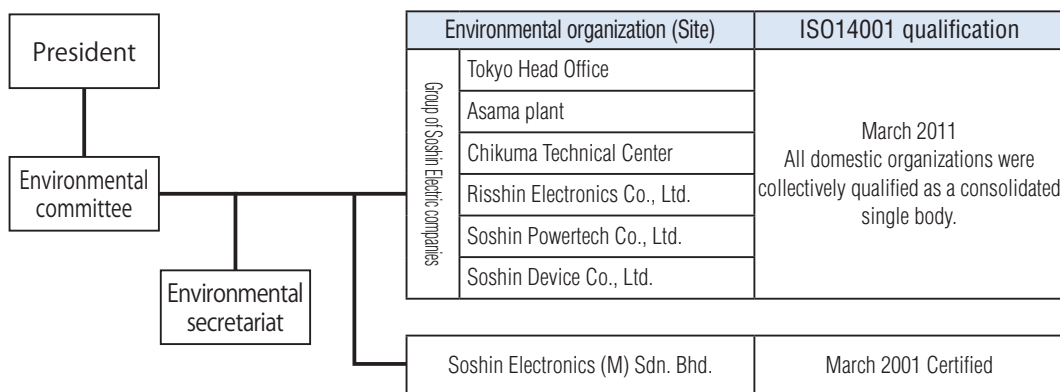 President
Environmental
committee
Environmental
secretariat
Environmental organization (Site)
ISO14001 qualification
Group of Soshin Electric companies
Tokyo Head Office
Asama plant
Chikuma Technical Center
Risshin Electronics Co., Ltd.
Soshin Powertech Co., Ltd.
Soshin Device Co., Ltd.
March 2011
All domestic organizations were
collectively qualified as a consolidated
single body.
Soshin Electronics (M) Sdn. Bhd.
March 2001 Certified